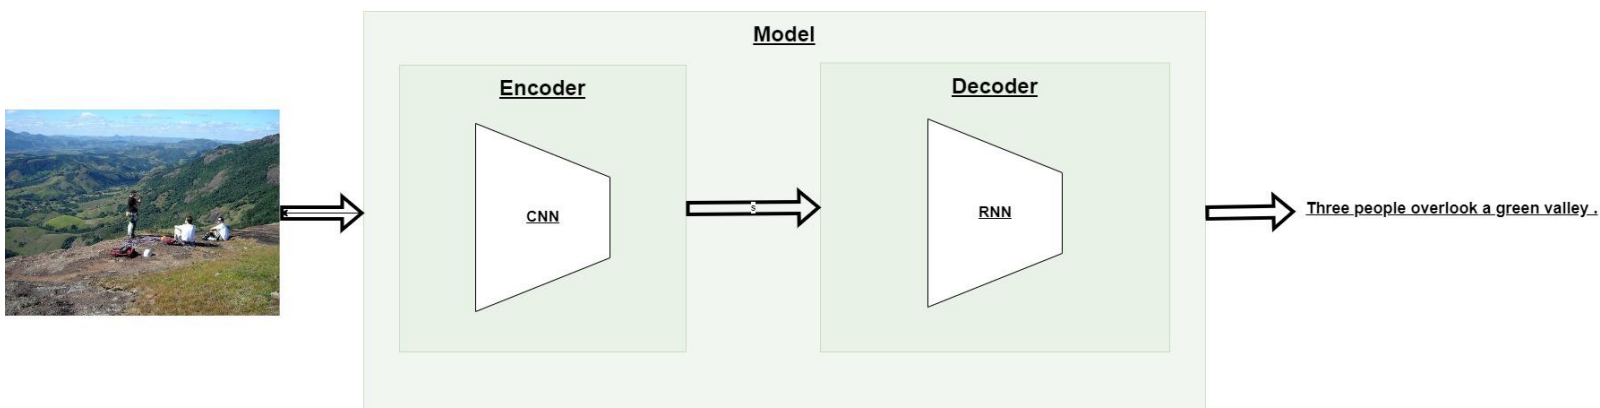 Model
Encoder
Decoder
CNN
s
RNN
Three people overlook a green valley .